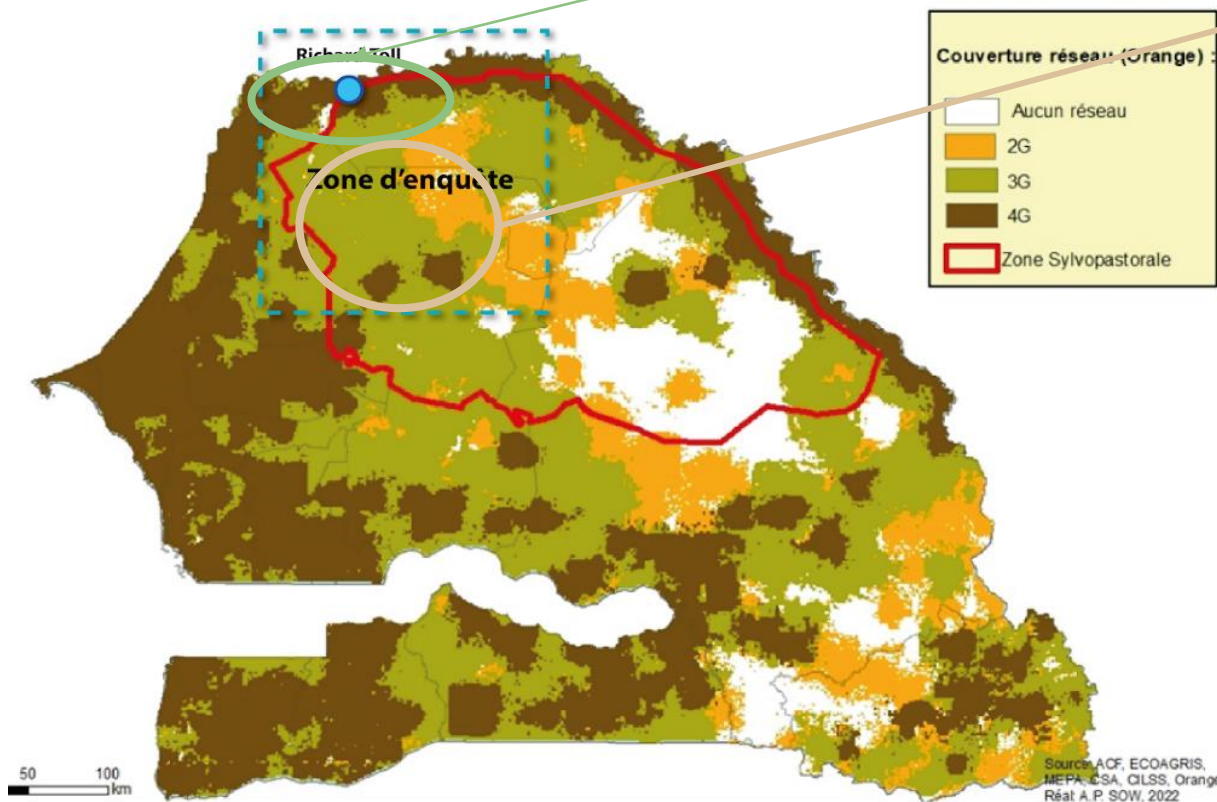 Richard Toll
Zone d'enquête
Couverture réseau (Orange) :
Aucun réseau
2G
3G
4G
Zone Sylvopastorale
50 100
km
Source: ACF, ECOAGRIS,
MEPA, CSA, CILSS, Orange
Réal: A.P. SOW, 2022